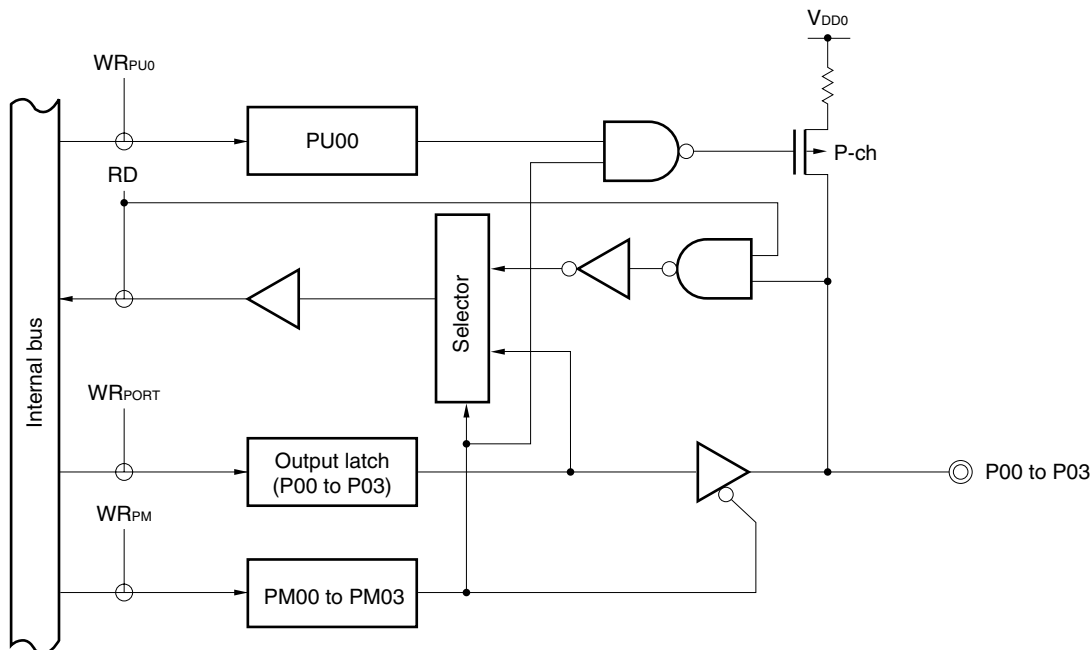 VDD0
WRPU0
PU00
P-ch
RD
Selector
Internal bus
WRPORT
Output latch
(P00 to P03)
P00 to P03
WRPM
PM00 to PM03